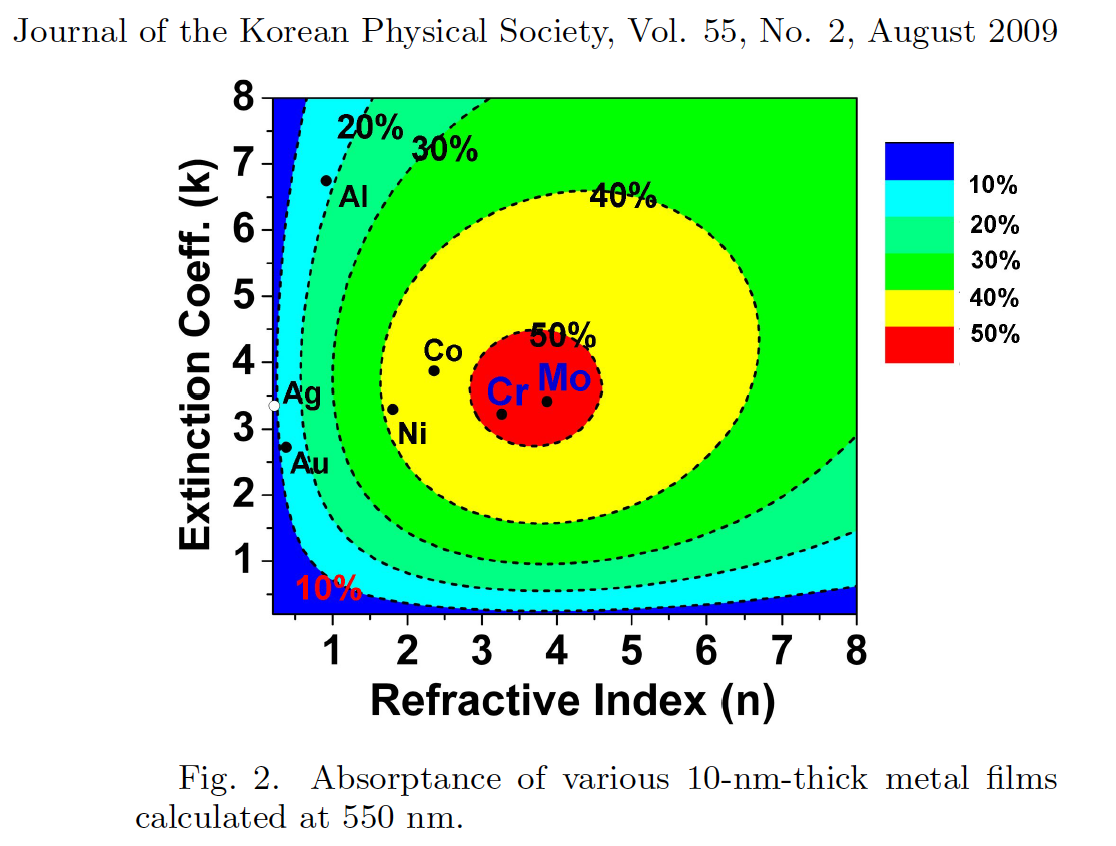 Journal of the Korean Physical Society, Vol. 55, No. 2, August 2009
8
7
6
5
4
3
2
1
Extinction Coeff. (k)
20%
30%
40%
50%
10%
Al
Co
Cr
Mo
Ag
Ni
Au
10%
20%
30%
40%
50%
1 2 3 4 5 6 7 8
Refractive Index (n)
Fig. 2. Absorptance of various 10-nm-thick metal films
calculated at 550 nm.